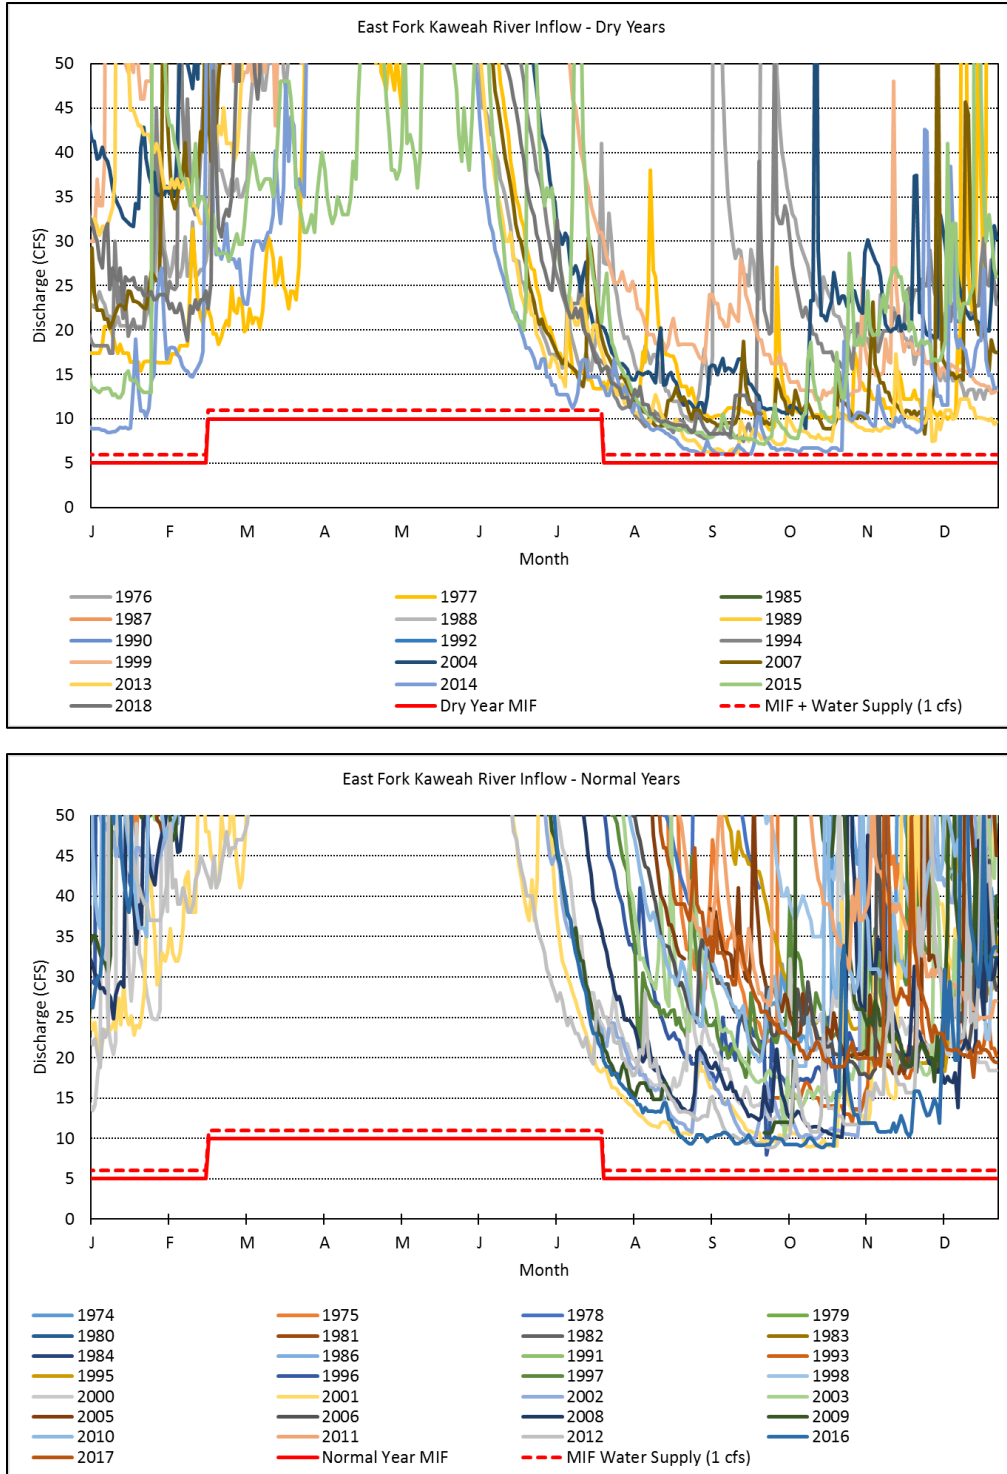 East Fork Kaweah River Inflow - Dry Years
50
45
40
35
30
25
20
15
10
5
0
Discharge (CFS)
J F M A M J J A S O N D
Month
1976 1977 1985
1987 1988 1989
1990 1992 1994
1999 2004 2007
2013 2014 2015
2018 Dry Year MIF MIF + Water Supply (1 cfs)
East Fork Kaweah River Inflow - Normal Years
50
45
40
35
30
25
20
15
10
5
0
Discharge (CFS)
J F M A M J J A S O N D
Month
1974 1975 1978 1979
1980 1981 1982 1983
1984 1986 1991 1993
1995 1996 1997 1998
2000 2001 2002 2003
2005 2006 2008 2009
2010 2011 2012 2016
2017 Normal Year MIF MIF Water Supply (1 cfs)